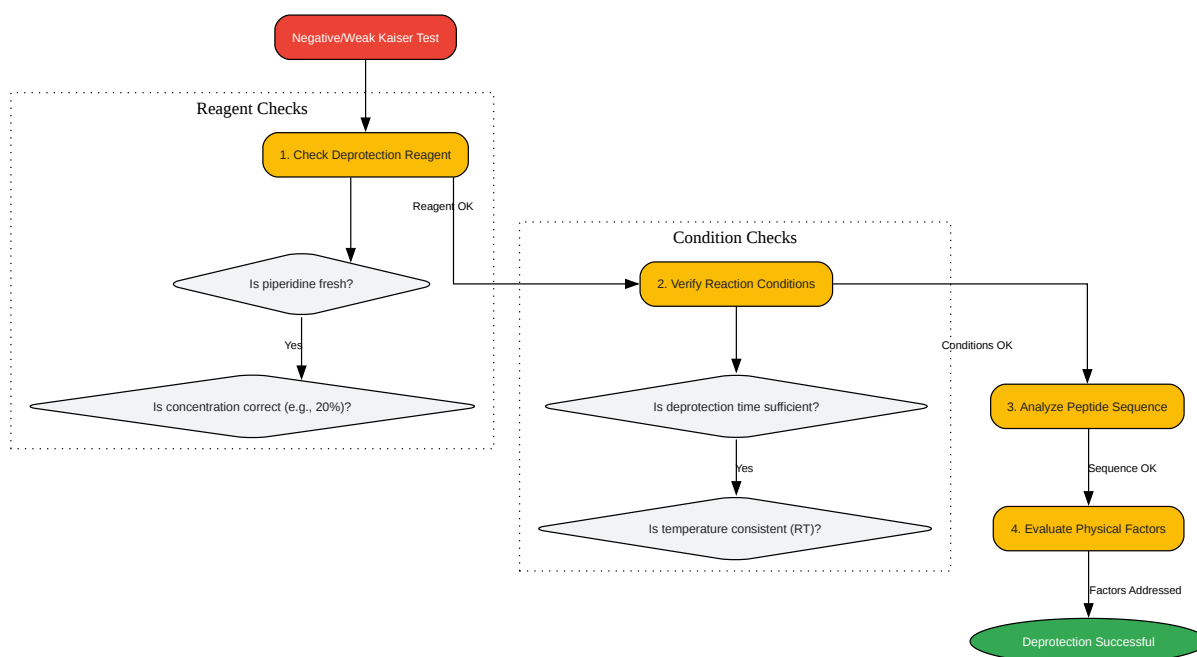 Negative/Weak Kaiser Test
Reagent Checks
1. Check Deprotection Reagent
Reagent OK
Condition Checks
Is piperidine fresh?
2. Verify Reaction Conditions
Yes
Conditions OK
Is concentration correct (e.g., 20%)?
Is deprotection time sufficient?
3. Analyze Peptide Sequence
Yes
Sequence OK
Is temperature consistent (RT)?
4. Evaluate Physical Factors
Factors Addressed
Deprotection Successful